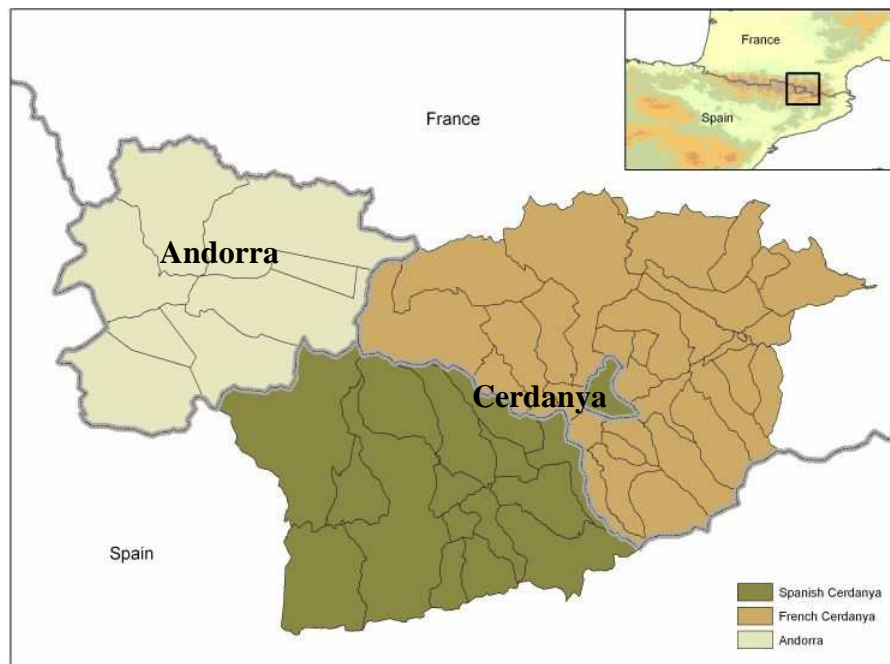 France
Spain
France
Andorra
Cerdanya
Spain
Spanish Cerdanya
French Cerdanya
Andorra